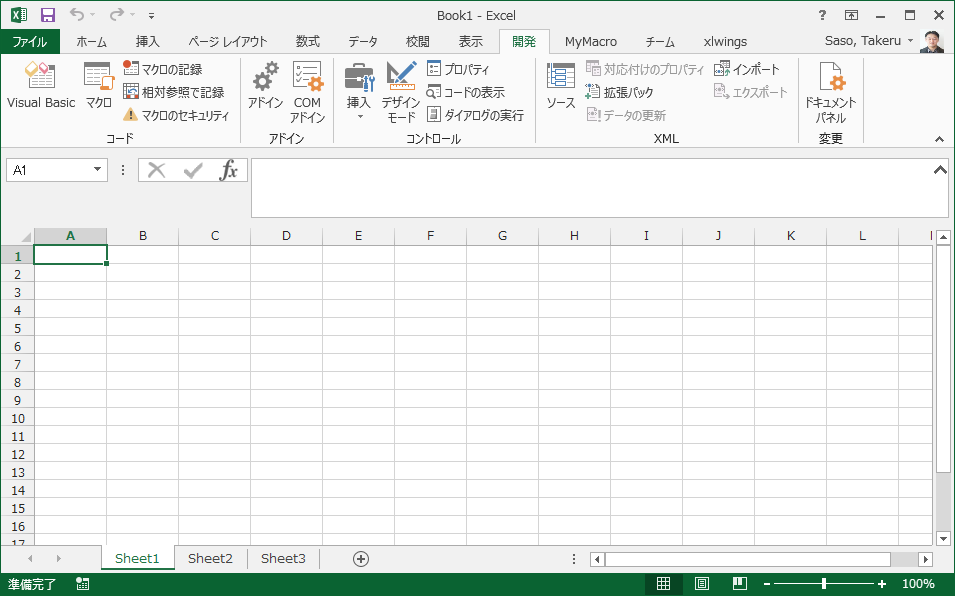 Book1 - Excel
?
ファイル ホーム 挿入 ページ レイアウト 数式 データ 校閲 表示 開発 MyMacro チーム xlwings Saso, Takeru
Visual Basic
マクロ
マクロの記録
相対参照で記録
マクロのセキュリティ
コード
アドイン
COM
アドイン
アドイン
挿入
デザイン
モード
プロパティ
コードの表示
ダイアログの実行
コントロール
ソース
対応付けのプロパティ
拡張パック
データの更新
インポート
エクスポート
XML
ドキュメント
パネル
変更
A1
fx
A B C D E F G H I J K L
1
2
3
4
5
6
7
8
9
10
11
12
13
14
15
16
17
Sheet1 Sheet2 Sheet3
準備完了
100%